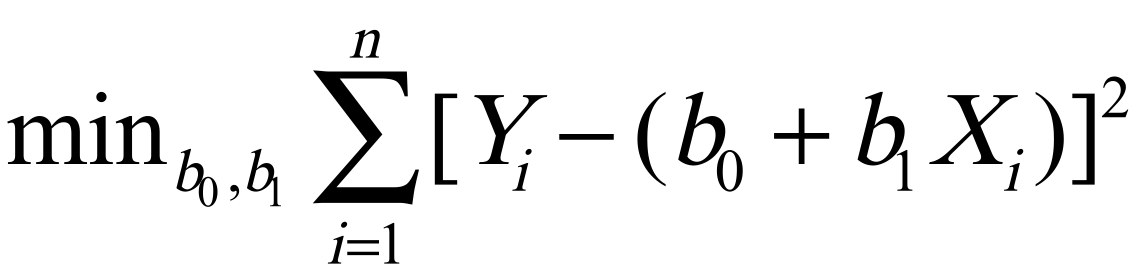 min_{b_0, b_1} \sum_{i=1}^{n} [Y_i - (b_0 + b_1 X_i)]^2